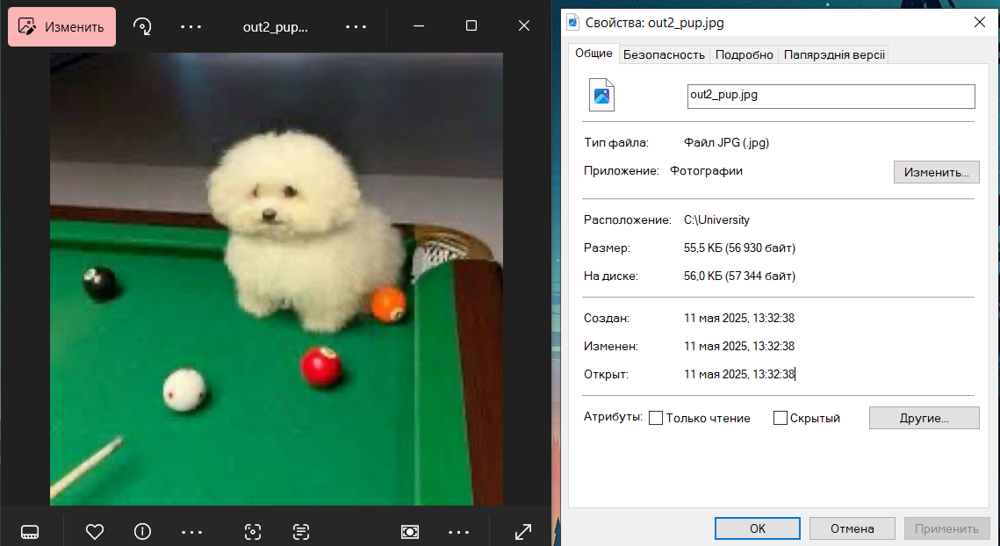 Изменить
out2_pup...
Свойства: out2_pup.jpg
Общие
Безопасность
Подробно
Папярэднія версіі
out2_pup.jpg
Тип файла: Файл JPG (.jpg)
Приложение: Фотографии
Изменить...
Расположение: C:\University
Размер: 55,5 КБ (56 930 байт)
На диске: 56,0 КБ (57 344 байт)
Создан: 11 мая 2025, 13:32:38
Изменен: 11 мая 2025, 13:32:38
Открыт: 11 мая 2025, 13:32:38
Атрибуты: Только чтение Скрытый Другие...
OK Отмена Применить